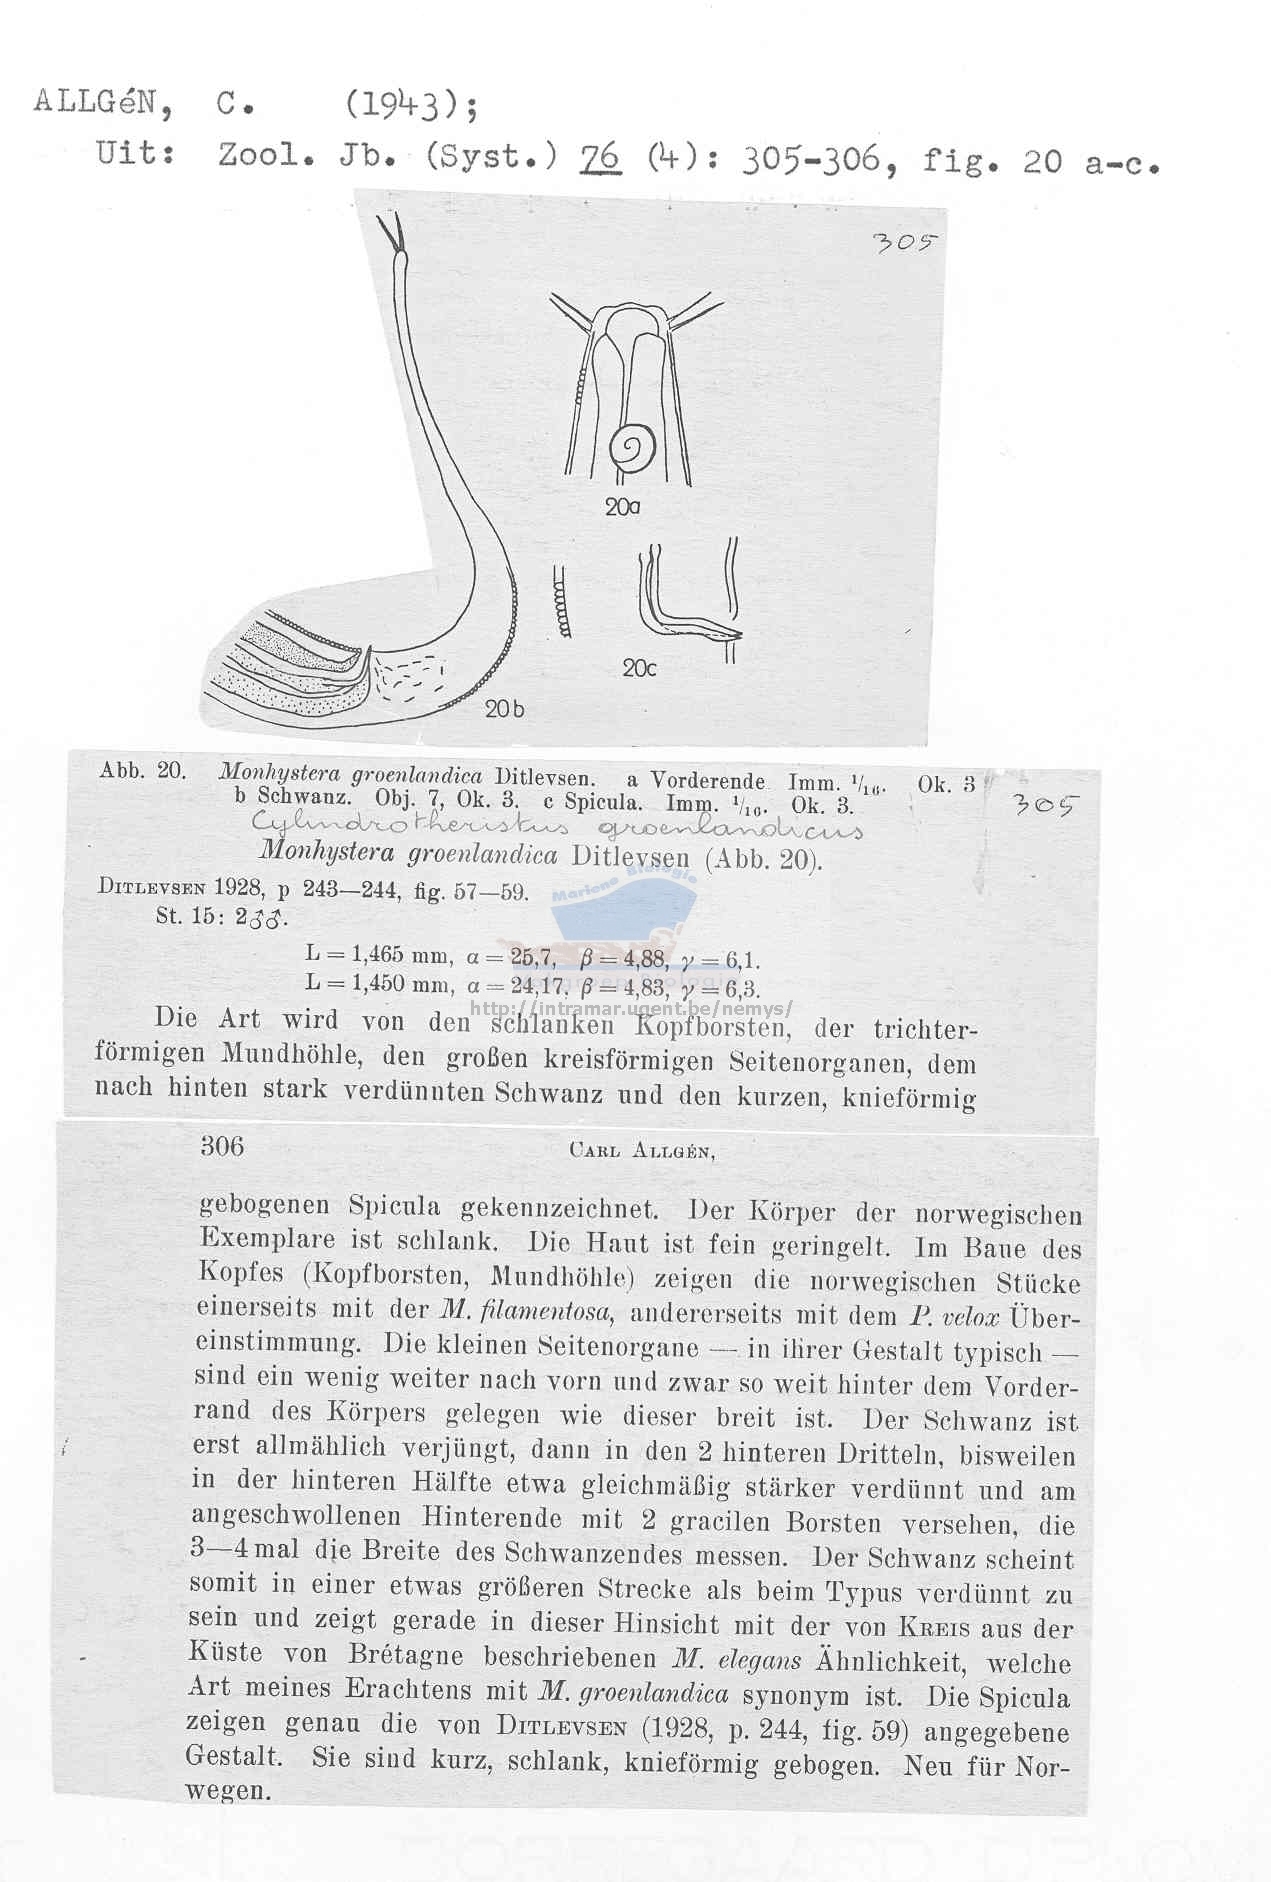 ALLGéN, C. (1943);
Uit: Zool. Jb. (Syst.) 76 (4): 305-306, fig. 20 a-c.
305
20a
20c
20b
Abb. 20. Monhystera groenlandica Ditlevsen. a Vorderende Imm. 1/16. Ok. 3
b Schwanz. Obj. 7, Ok. 3. c Spicula. Imm. 1/16. Ok. 3.
305
Cylindrotheristus groenlandicus
Monhystera groenlandica Ditlevsen (Abb. 20).
DITLEVSEN 1928, p 243—244, fig. 57—59.
St. 15: 2♂♂.
Mariene Biologie
L = 1,465 mm, α = 25,7, β = 4,88, γ = 6,1.
L = 1,450 mm, α = 24,17, β = 4,83, γ = 6,3.
http://intramar.ugent.be/nemys/
Die Art wird von den schlanken Kopfborsten, der trichter-
förmigen Mundhöhle, den großen kreisförmigen Seitenorganen, dem
nach hinten stark verdünnten Schwanz und den kurzen, knieförmig
306 CARL ALLGÉN,
gebogenen Spicula gekennzeichnet. Der Körper der norwegischen
Exemplare ist schlank. Die Haut ist fein geringelt. Im Baue des
Kopfes (Kopfborsten, Mundhöhle) zeigen die norwegischen Stücke
einerseits mit der M. filamentosa, andererseits mit dem P. velox Über-
einstimmung. Die kleinen Seitenorgane — in ihrer Gestalt typisch —
sind ein wenig weiter nach vorn und zwar so weit hinter dem Vorder-
rand des Körpers gelegen wie dieser breit ist. Der Schwanz ist
erst allmählich verjüngt, dann in den 2 hinteren Dritteln, bisweilen
in der hinteren Hälfte etwa gleichmäßig stärker verdünnt und am
angeschwollenen Hinterende mit 2 gracilen Borsten versehen, die
3—4 mal die Breite des Schwanzendes messen. Der Schwanz scheint
somit in einer etwas größeren Strecke als beim Typus verdünnt zu
sein und zeigt gerade in dieser Hinsicht mit der von KREIS aus der
Küste von Brétagne beschriebenen M. elegans Ähnlichkeit, welche
Art meines Erachtens mit M. groenlandica synonym ist. Die Spicula
zeigen genau die von DITLEVSEN (1928, p. 244, fig. 59) angegebene
Gestalt. Sie sind kurz, schlank, knieförmig gebogen. Neu für Nor-
wegen.